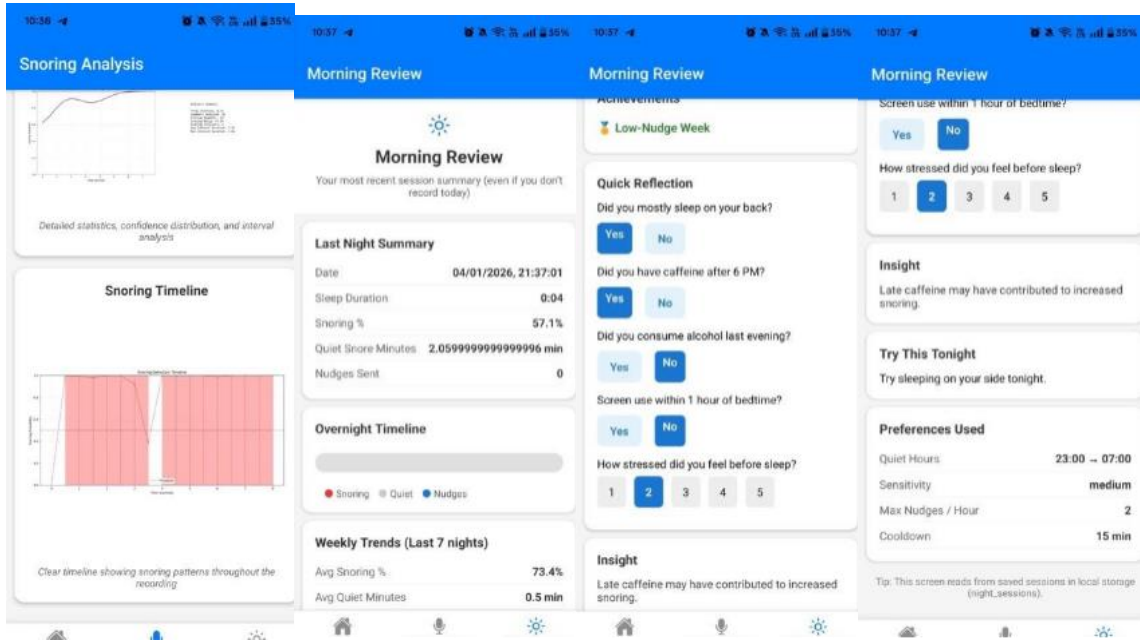 10:36
35%
Snoring Analysis
Detailed statistics, confidence distribution, and interval
analysis
Snoring Timeline
Clear timeline showing snoring patterns throughout the
recording
10:37
35%
Morning Review
Morning Review
Your most recent session summary (even if you don't
record today)
Last Night Summary
Date 04/01/2026, 21:37:01
Sleep Duration 0:04
Snoring % 57.1%
Quiet Snore Minutes 2.0599999999999996 min
Nudges Sent 0
Overnight Timeline
Snoring Quiet Nudges
Weekly Trends (Last 7 nights)
Avg Snoring % 73.4%
Avg Quiet Minutes 0.5 min
10:37
35%
Morning Review
Achievements
Low-Nudge Week
Quick Reflection
Did you mostly sleep on your back?
Yes No
Did you have caffeine after 6 PM?
Yes No
Did you consume alcohol last evening?
Yes No
Screen use within 1 hour of bedtime?
Yes No
How stressed did you feel before sleep?
1 2 3 4 5
Insight
Late caffeine may have contributed to increased
snoring.
10:37
35%
Morning Review
Screen use within 1 hour of bedtime?
Yes No
How stressed did you feel before sleep?
1 2 3 4 5
Insight
Late caffeine may have contributed to increased
snoring.
Try This Tonight
Try sleeping on your side tonight.
Preferences Used
Quiet Hours 23:00 → 07:00
Sensitivity medium
Max Nudges / Hour 2
Cooldown 15 min
Tip: This screen reads from saved sessions in local storage
(night_sessions).